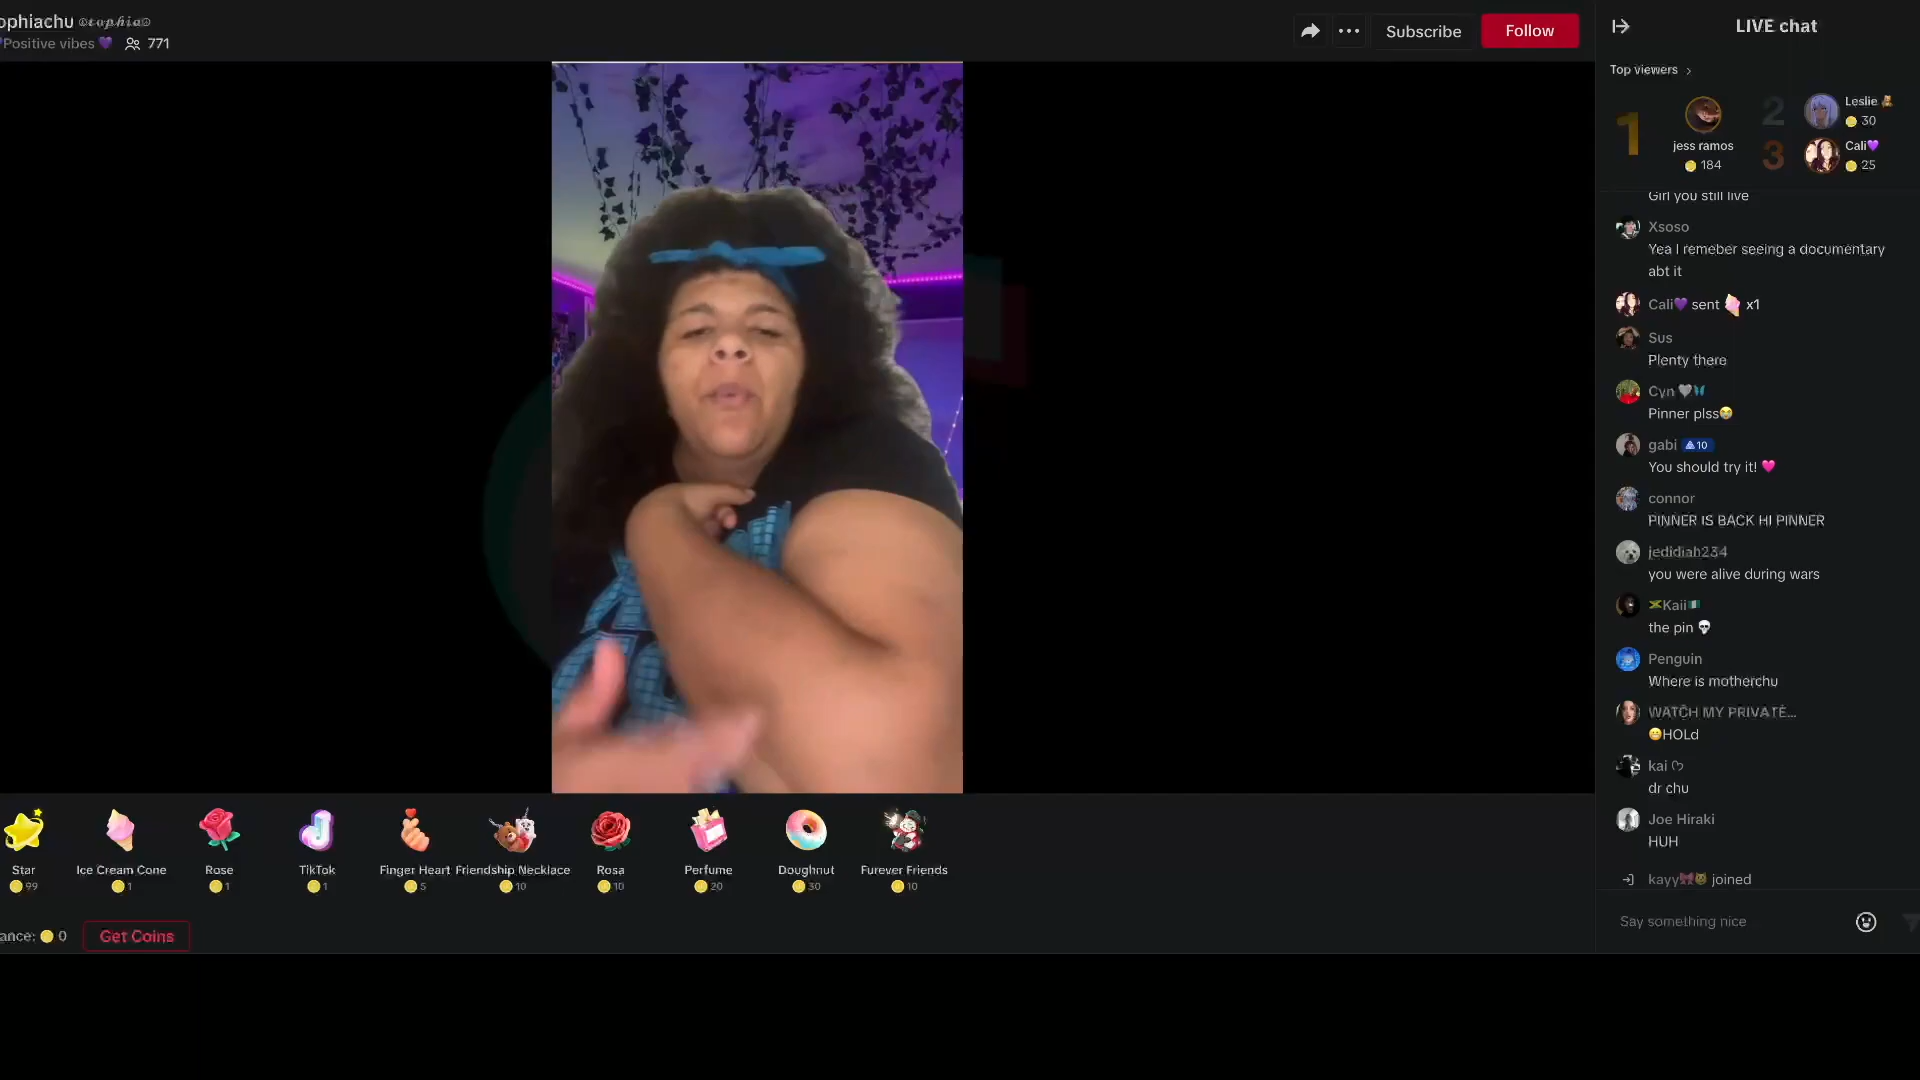 ophiachu @tophia@
Positive vibes 💜 771
Subscribe
Follow
LIVE chat
Top viewers
1
jess ramos
184
2
Leslie 🧸
30
3
Cali💜
25
Girl you still live
Xsoso
Yea I remeber seeing a documentary
abt it
Cali💜 sent x1
Sus
Plenty there
Cyn 🤍🦋
Pinner plss😭
gabi 10
You should try it! 💗
connor
PINNER IS BACK HI PINNER
jedidiah234
you were alive during wars
🇯🇲Kaii🇳🇬
the pin 💀
Penguin
Where is motherchu
WATCH MY PRIVATE...
😄HOLd
kai ♡
dr chu
Joe Hiraki
HUH
kayy🎀🐱 joined
Say something nice
Star
99
Ice Cream Cone
1
Rose
1
TikTok
1
Finger Heart
5
Friendship Necklace
10
Rosa
10
Perfume
20
Doughnut
30
Furever Friends
10
ance: 0
Get Coins